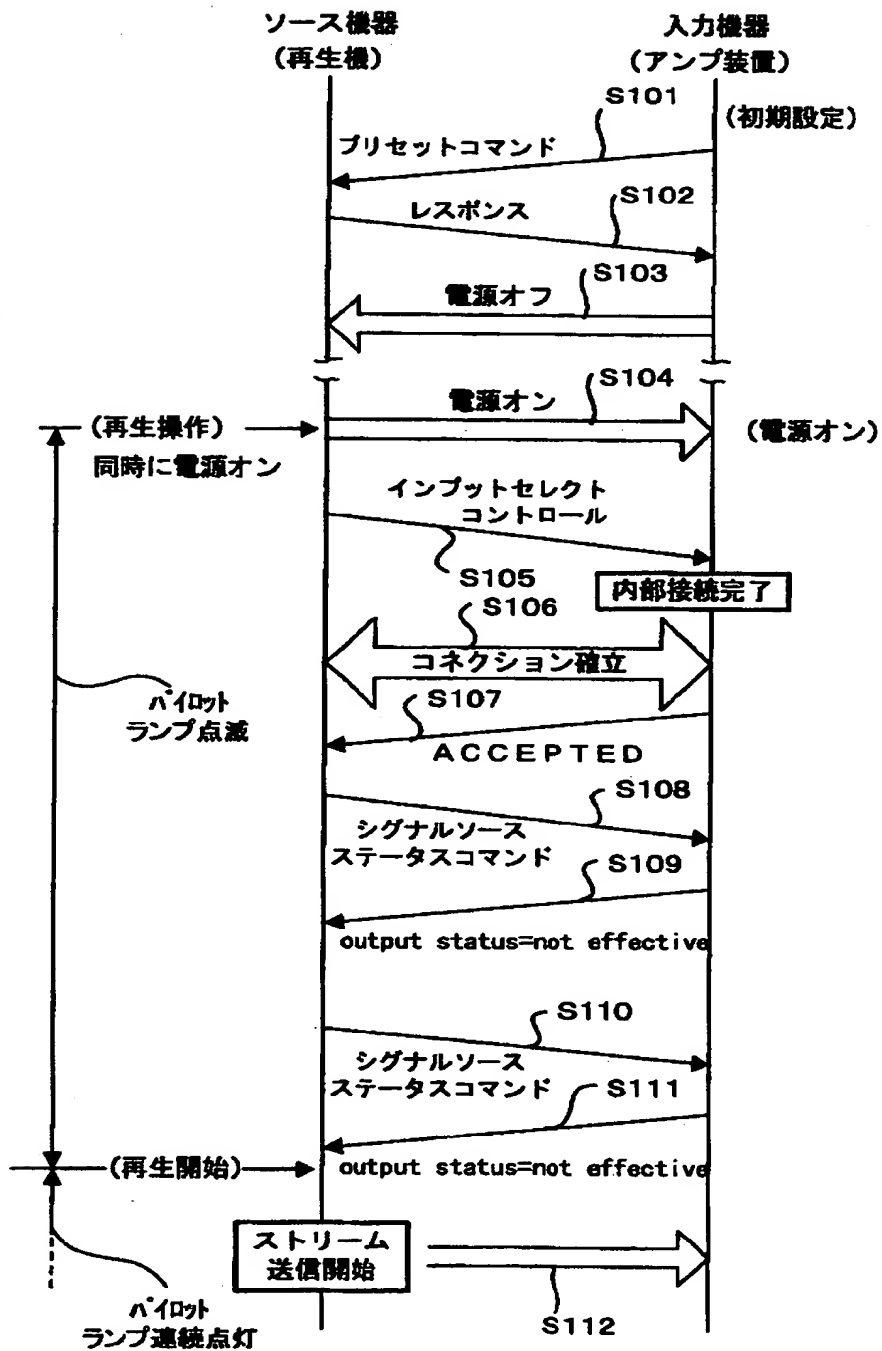 ソース機器
(再生機)
入力機器
(アンプ装置)
S101
(初期設定)
プリセットコマンド
S102
レスポンス
S103
電源オフ
S104
電源オン
(再生操作)
同時に電源オン
(電源オン)
インプットセレクト
コントロール
S105
内部接続完了
S106
コネクション確立
S107
パイロット
ランプ点滅
ACCEPTED
S108
シグナルソース
ステータスコマンド
S109
output status=not effective
S110
シグナルソース
ステータスコマンド
S111
(再生開始)
output status=not effective
ストリーム
送信開始
S112
パイロット
ランプ連続点灯